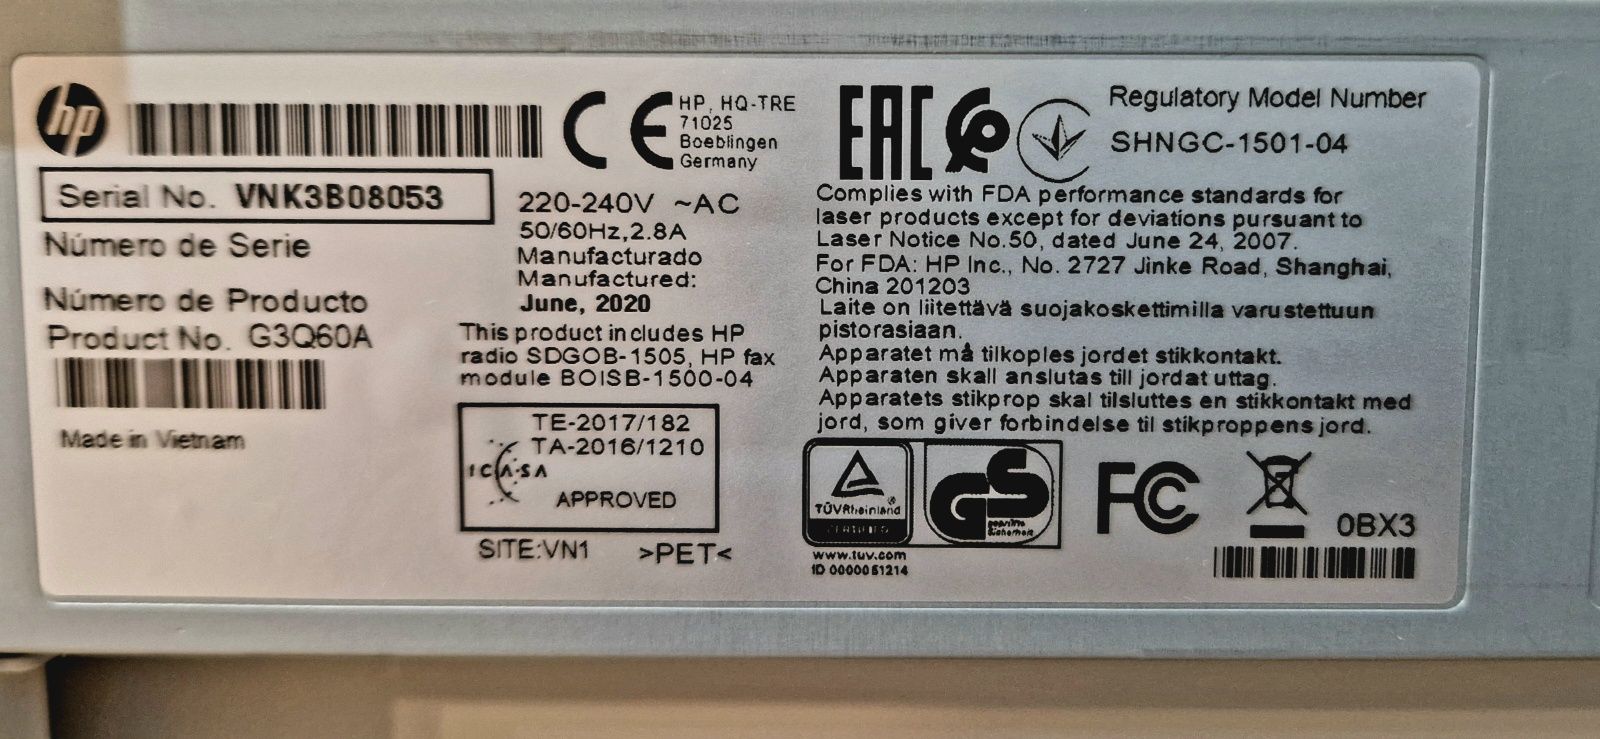 hp
Serial No. VNK3B08053
Número de Serie
Número de Producto
Product No. G3Q60A
Made in Vietnam
CE
HP, HQ-TRE
71025
Boeblingen
Germany
220-240V ~AC
50/60Hz,2.8A
Manufacturado
Manufactured:
June, 2020
This product includes HP
radio SDGOB-1505, HP fax
module BOISB-1500-04
TE-2017/182
TA-2016/1210
ICASA
APPROVED
SITE:VN1 >PET<
EAC
Regulatory Model Number
SHNGC-1501-04
Complies with FDA performance standards for
laser products except for deviations pursuant to
Laser Notice No.50, dated June 24, 2007.
For FDA: HP Inc., No. 2727 Jinke Road, Shanghai,
China 201203
Laite on liitettävä suojakoskettimilla varustettuun
pistorasiaan.
Apparatet må tilkoples jordet stikkontakt.
Apparaten skall anslutas till jordat uttag.
Apparatets stikprop skal tilsluttes en stikkontakt med
jord, som giver forbindelse til stikproppens jord.
TÜVRheinland
CERTIFIED
GS
geprüfte
Sicherheit
www.tuv.com
ID 0000051214
FC
0BX3